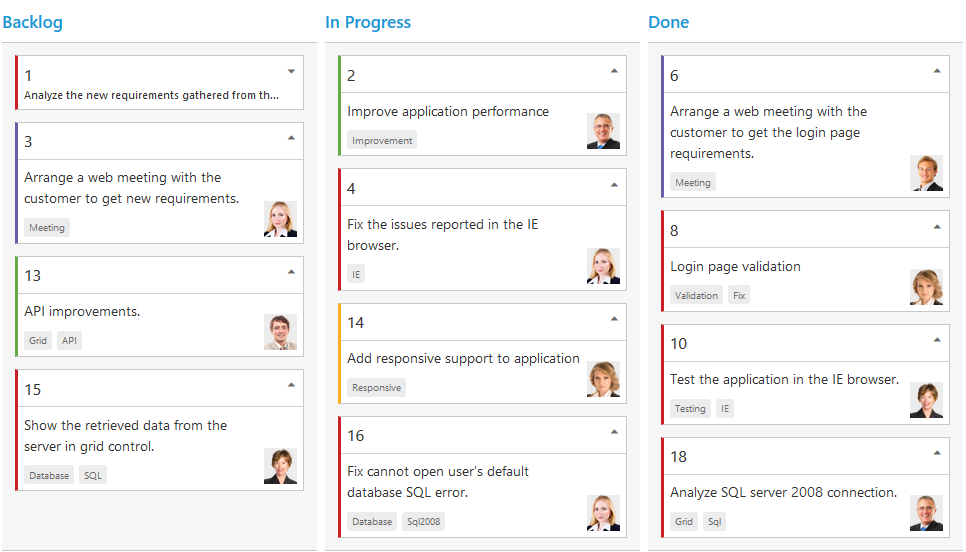 Backlog
1
Analyze the new requirements gathered from th...
3
Arrange a web meeting with the
customer to get new requirements.
Meeting
13
API improvements.
Grid API
15
Show the retrieved data from the
server in grid control.
Database SQL
In Progress
2
Improve application performance
Improvement
4
Fix the issues reported in the IE
browser.
IE
14
Add responsive support to application
Responsive
16
Fix cannot open user's default
database SQL error.
Database Sql2008
Done
6
Arrange a web meeting with the
customer to get the login page
requirements.
Meeting
8
Login page validation
Validation Fix
10
Test the application in the IE browser.
Testing IE
18
Analyze SQL server 2008 connection.
Grid Sql